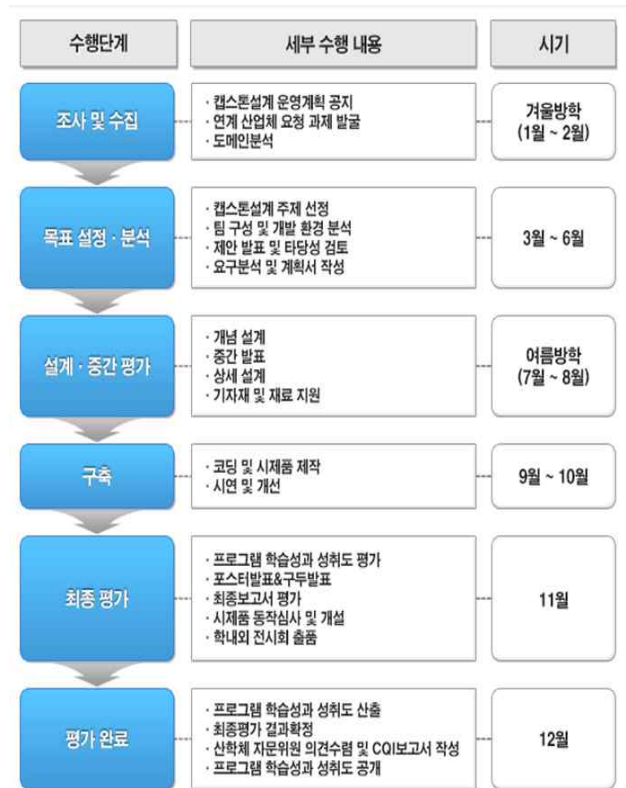 수행단계
세부 수행 내용
시기
조사 및 수집
· 캡스톤설계 운영계획 공지
· 연계 산업체 요청 과제 발굴
· 도메인분석
겨울방학
(1월 ~ 2월)
목표 설정 · 분석
· 캡스톤설계 주제 선정
· 팀 구성 및 개발 환경 분석
· 제안 발표 및 타당성 검토
· 요구분석 및 계획서 작성
3월 ~ 6월
설계 · 중간 평가
· 개념 설계
· 중간 발표
· 상세 설계
· 기자재 및 재료 지원
여름방학
(7월 ~ 8월)
구축
· 코딩 및 시제품 제작
· 시연 및 개선
9월 ~ 10월
최종 평가
· 프로그램 학습성과 성취도 평가
· 포스터발표&구두발표
· 최종보고서 평가
· 시제품 동작심사 및 개설
· 학내외 전시회 출품
11월
평가 완료
· 프로그램 학습성과 성취도 산출
· 최종평가 결과확정
· 산학체 자문위원 의견수렴 및 CQI보고서 작성
· 프로그램 학습성과 성취도 공개
12월